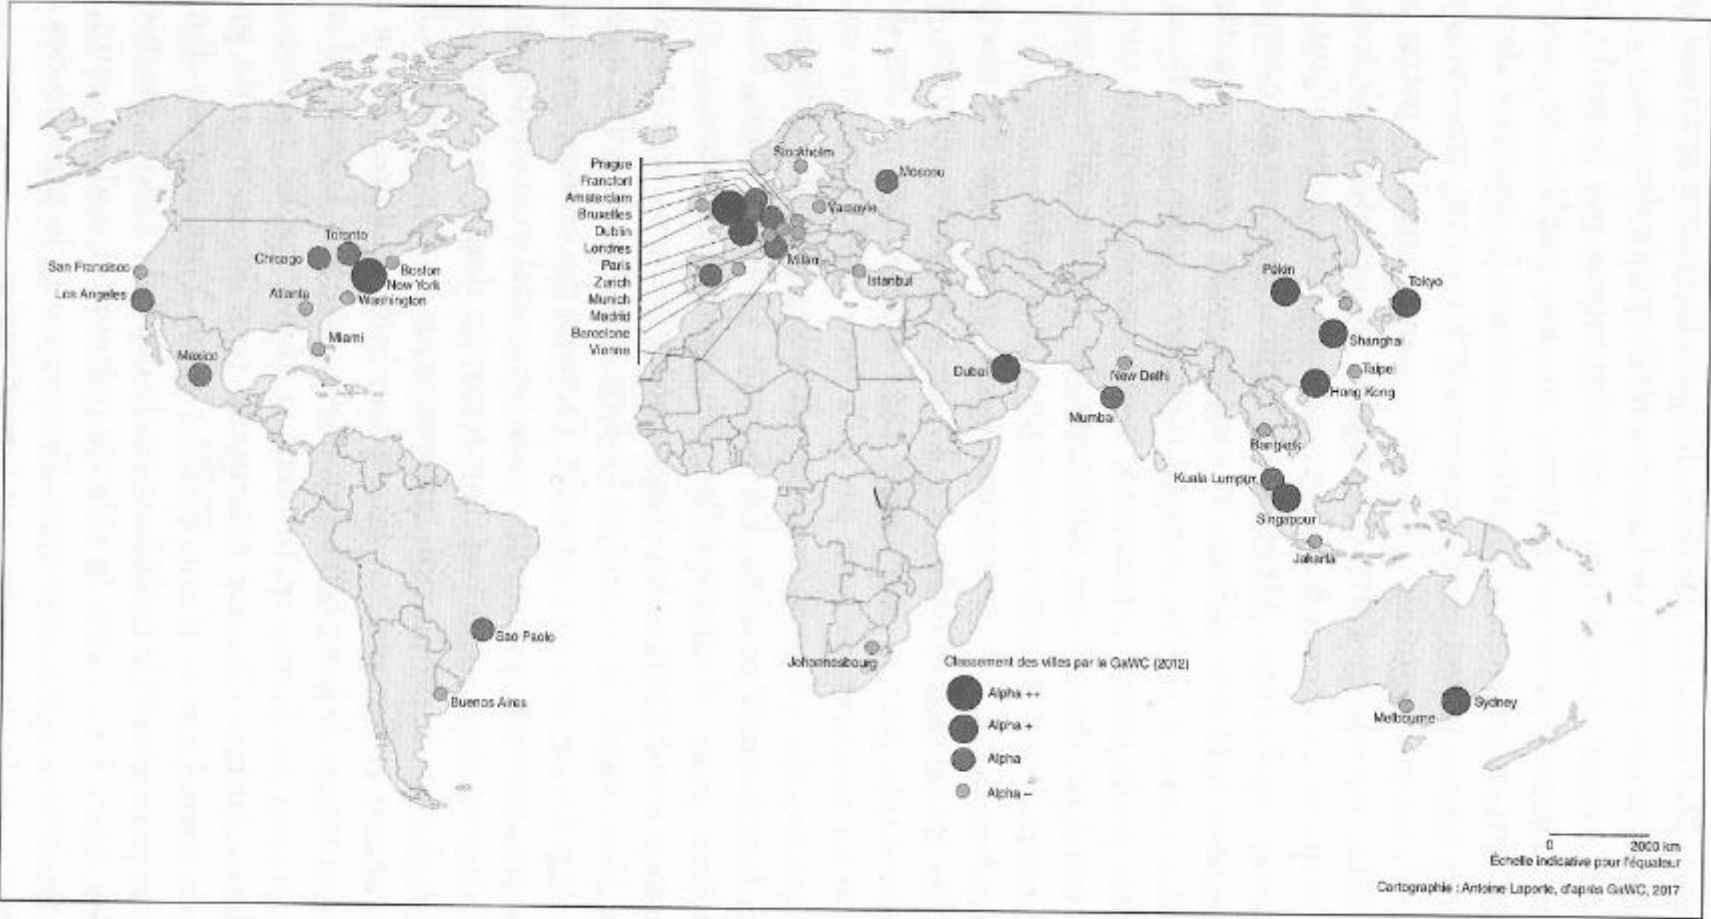 Stockholm
Moscou
Varsovie
Prague
Francfort
Amsterdam
Bruxelles
Dublin
Londres
Paris
Zurich
Munich
Madrid
Barcelone
Vienne
Milan
Istanbul
Toronto
Chicago
Boston
New York
Washington
San Francisco
Los Angeles
Atlanta
Miami
Mexico
Pékin
Tokyo
Shanghai
Taipei
Hong Kong
Dubai
New Delhi
Mumbai
Bangkok
Kuala Lumpur
Singapour
Jakarta
Sao Paolo
Buenos Aires
Johannesbourg
Melbourne
Sydney
Classement des villes par le GaWC (2012)
Alpha ++
Alpha +
Alpha
Alpha –
0 2000 km
Échelle indicative pour l'équateur
Cartographie : Antoine Laporte, d'après GaWC, 2017